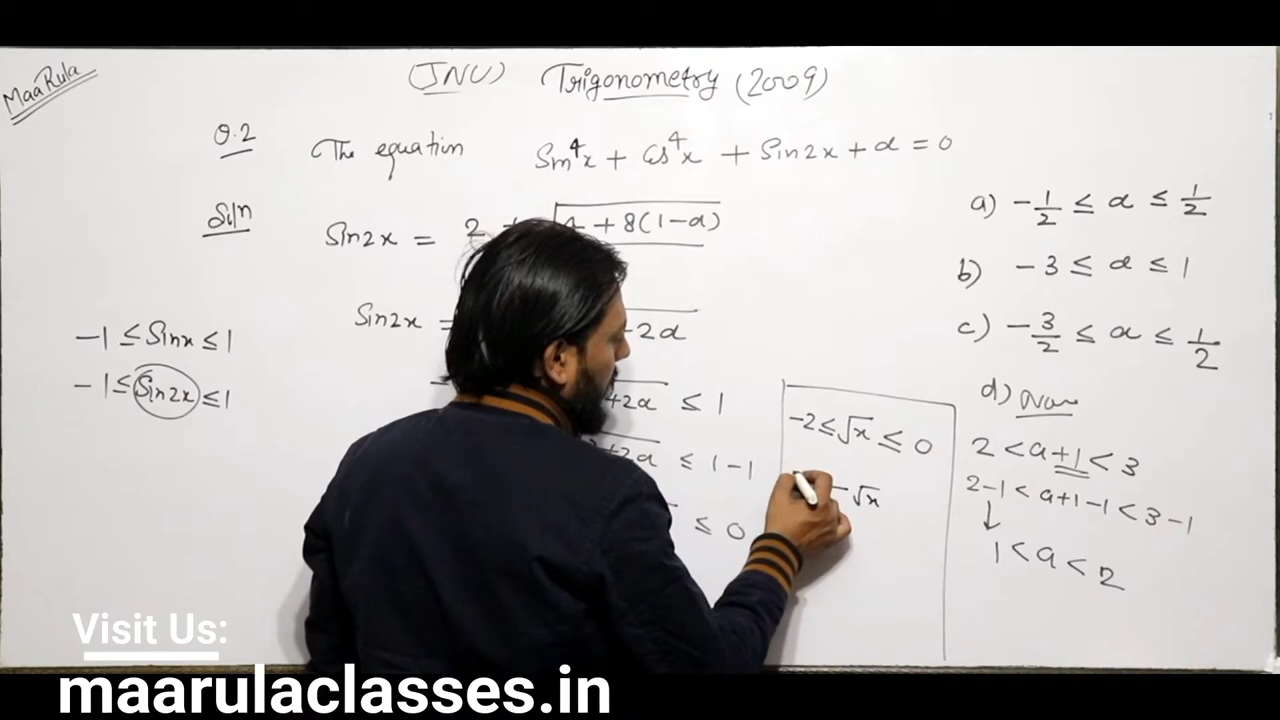 MaaRula
(JNU) Trigonometry (2009)
Q.2 The equation Sin⁴x + Cos⁴x + Sin2x + α = 0
Solⁿ
Sin2x = 2 + 8(1-α)
Sin2x = -2α
+2α ≤ 1
+2α ≤ 1-1
≤ 0
-1 ≤ Sinx ≤ 1
-1 ≤ Sin2x ≤ 1
-2 ≤ √x ≤ 0
-√x
a) -1/2 ≤ α ≤ 1/2
b) -3 ≤ α ≤ 1
c) -3/2 ≤ α ≤ 1/2
d) None
2 < a+1 < 3
2-1 < a+1-1 < 3-1
1 < a < 2
Visit Us:
maarulaclasses.in